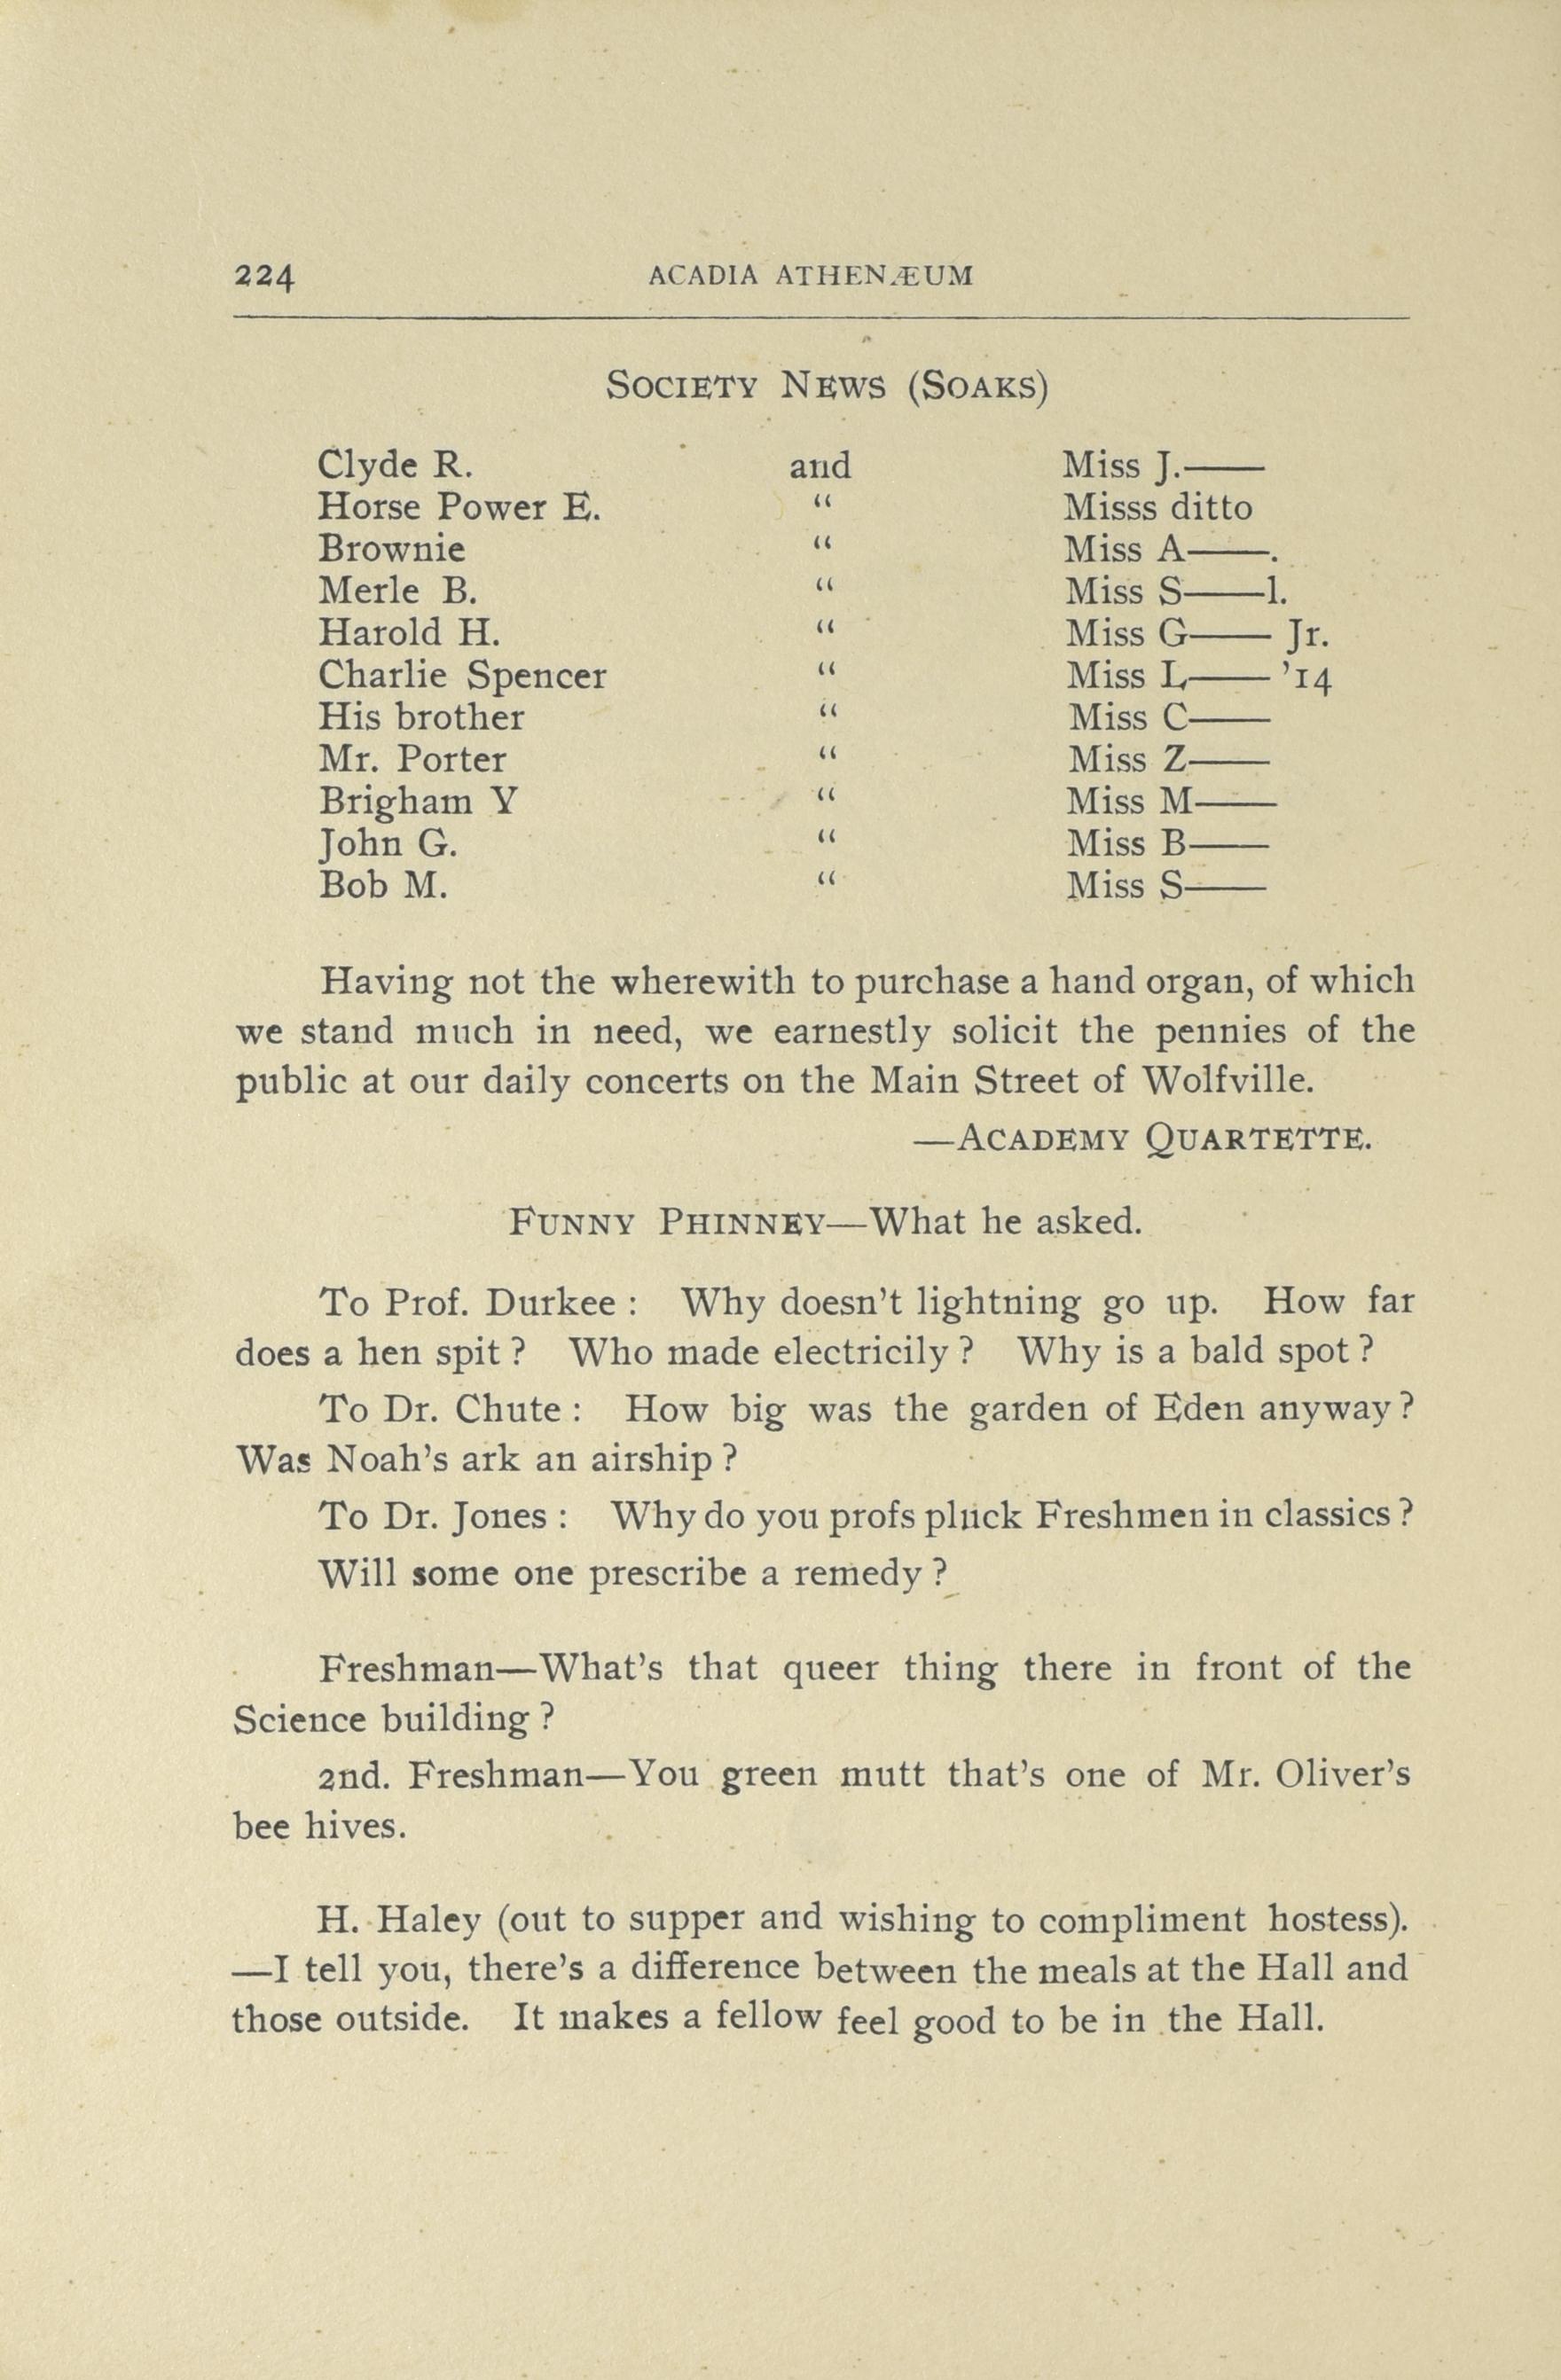 224 ACADIA ATHENÆUM
SOCIETY NEWS (SOAKS)
Clyde R. and Miss J.——
Horse Power E. " Misss ditto
Brownie " Miss A——.
Merle B. " Miss S——l.
Harold H. " Miss G—— Jr.
Charlie Spencer " Miss L—— '14
His brother " Miss C——
Mr. Porter " Miss Z——
Brigham Y " Miss M——
John G. " Miss B——
Bob M. " Miss S——
Having not the wherewith to purchase a hand organ, of which
we stand much in need, we earnestly solicit the pennies of the
public at our daily concerts on the Main Street of Wolfville.
—ACADEMY QUARTETTE.
FUNNY PHINNEY—What he asked.
To Prof. Durkee : Why doesn't lightning go up. How far
does a hen spit ? Who made electricily ? Why is a bald spot ?
To Dr. Chute : How big was the garden of Eden anyway ?
Was Noah's ark an airship ?
To Dr. Jones : Why do you profs pluck Freshmen in classics ?
Will some one prescribe a remedy ?
Freshman—What's that queer thing there in front of the
Science building ?
2nd. Freshman—You green mutt that's one of Mr. Oliver's
bee hives.
H. Haley (out to supper and wishing to compliment hostess).
—I tell you, there's a difference between the meals at the Hall and
those outside. It makes a fellow feel good to be in the Hall.